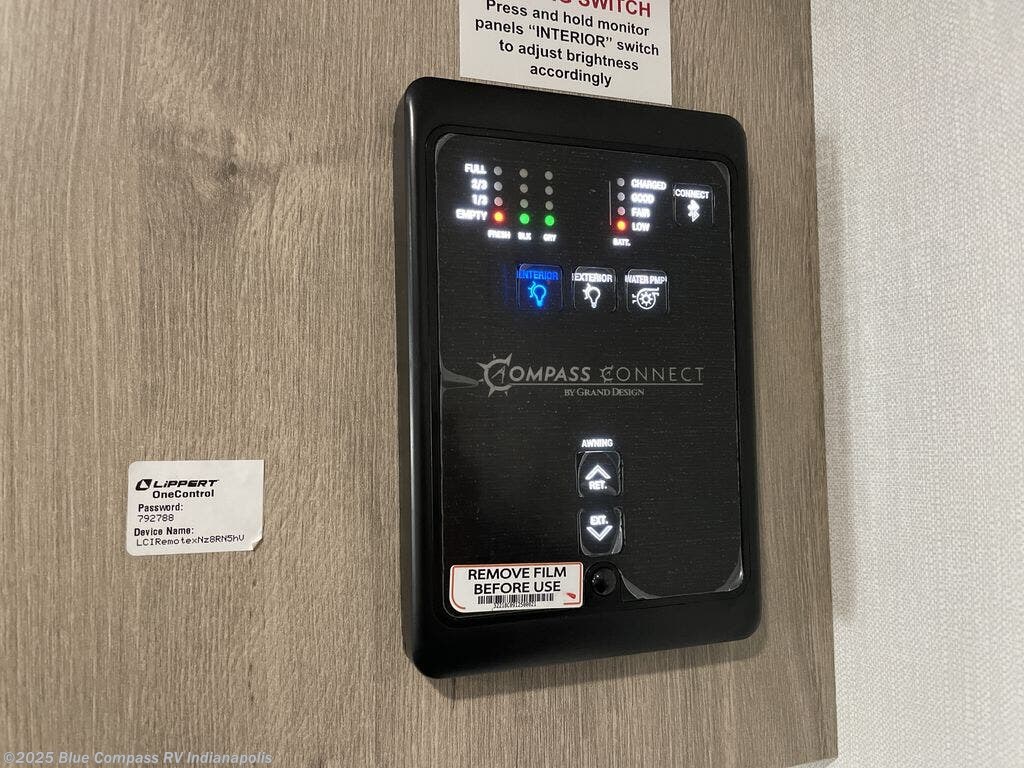 SWITCH
Press and hold monitor
panels "INTERIOR" switch
to adjust brightness
accordingly
FULL
2/3
1/3
EMPTY
FRESH BLK GRY
CHARGED
GOOD
FAIR
LOW
BATT.
CONNECT
INTERIOR EXTERIOR WATER PMP
COMPASS CONNECT
BY GRAND DESIGN
AWNING
RET.
EXT.
LIPPERT
OneControl
Password:
792788
Device Name:
LCIRemotexNz8RN5hV
REMOVE FILM
BEFORE USE
©2025 Blue Compass RV Indianapolis